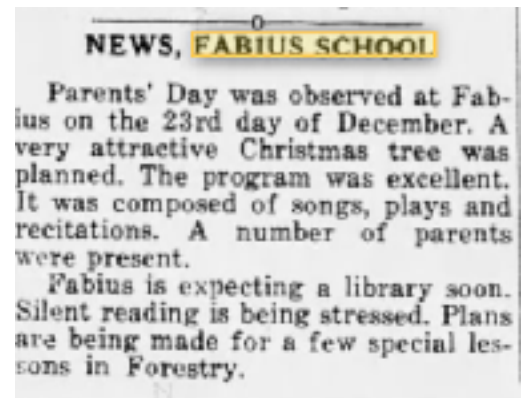 NEWS, FABIUS SCHOOL
Parents' Day was observed at Fab-
ius on the 23rd day of December. A
very attractive Christmas tree was
planned. The program was excellent.
It was composed of songs, plays and
recitations. A number of parents
were present.
Fabius is expecting a library soon.
Silent reading is being stressed. Plans
are being made for a few special les-
sons in Forestry.